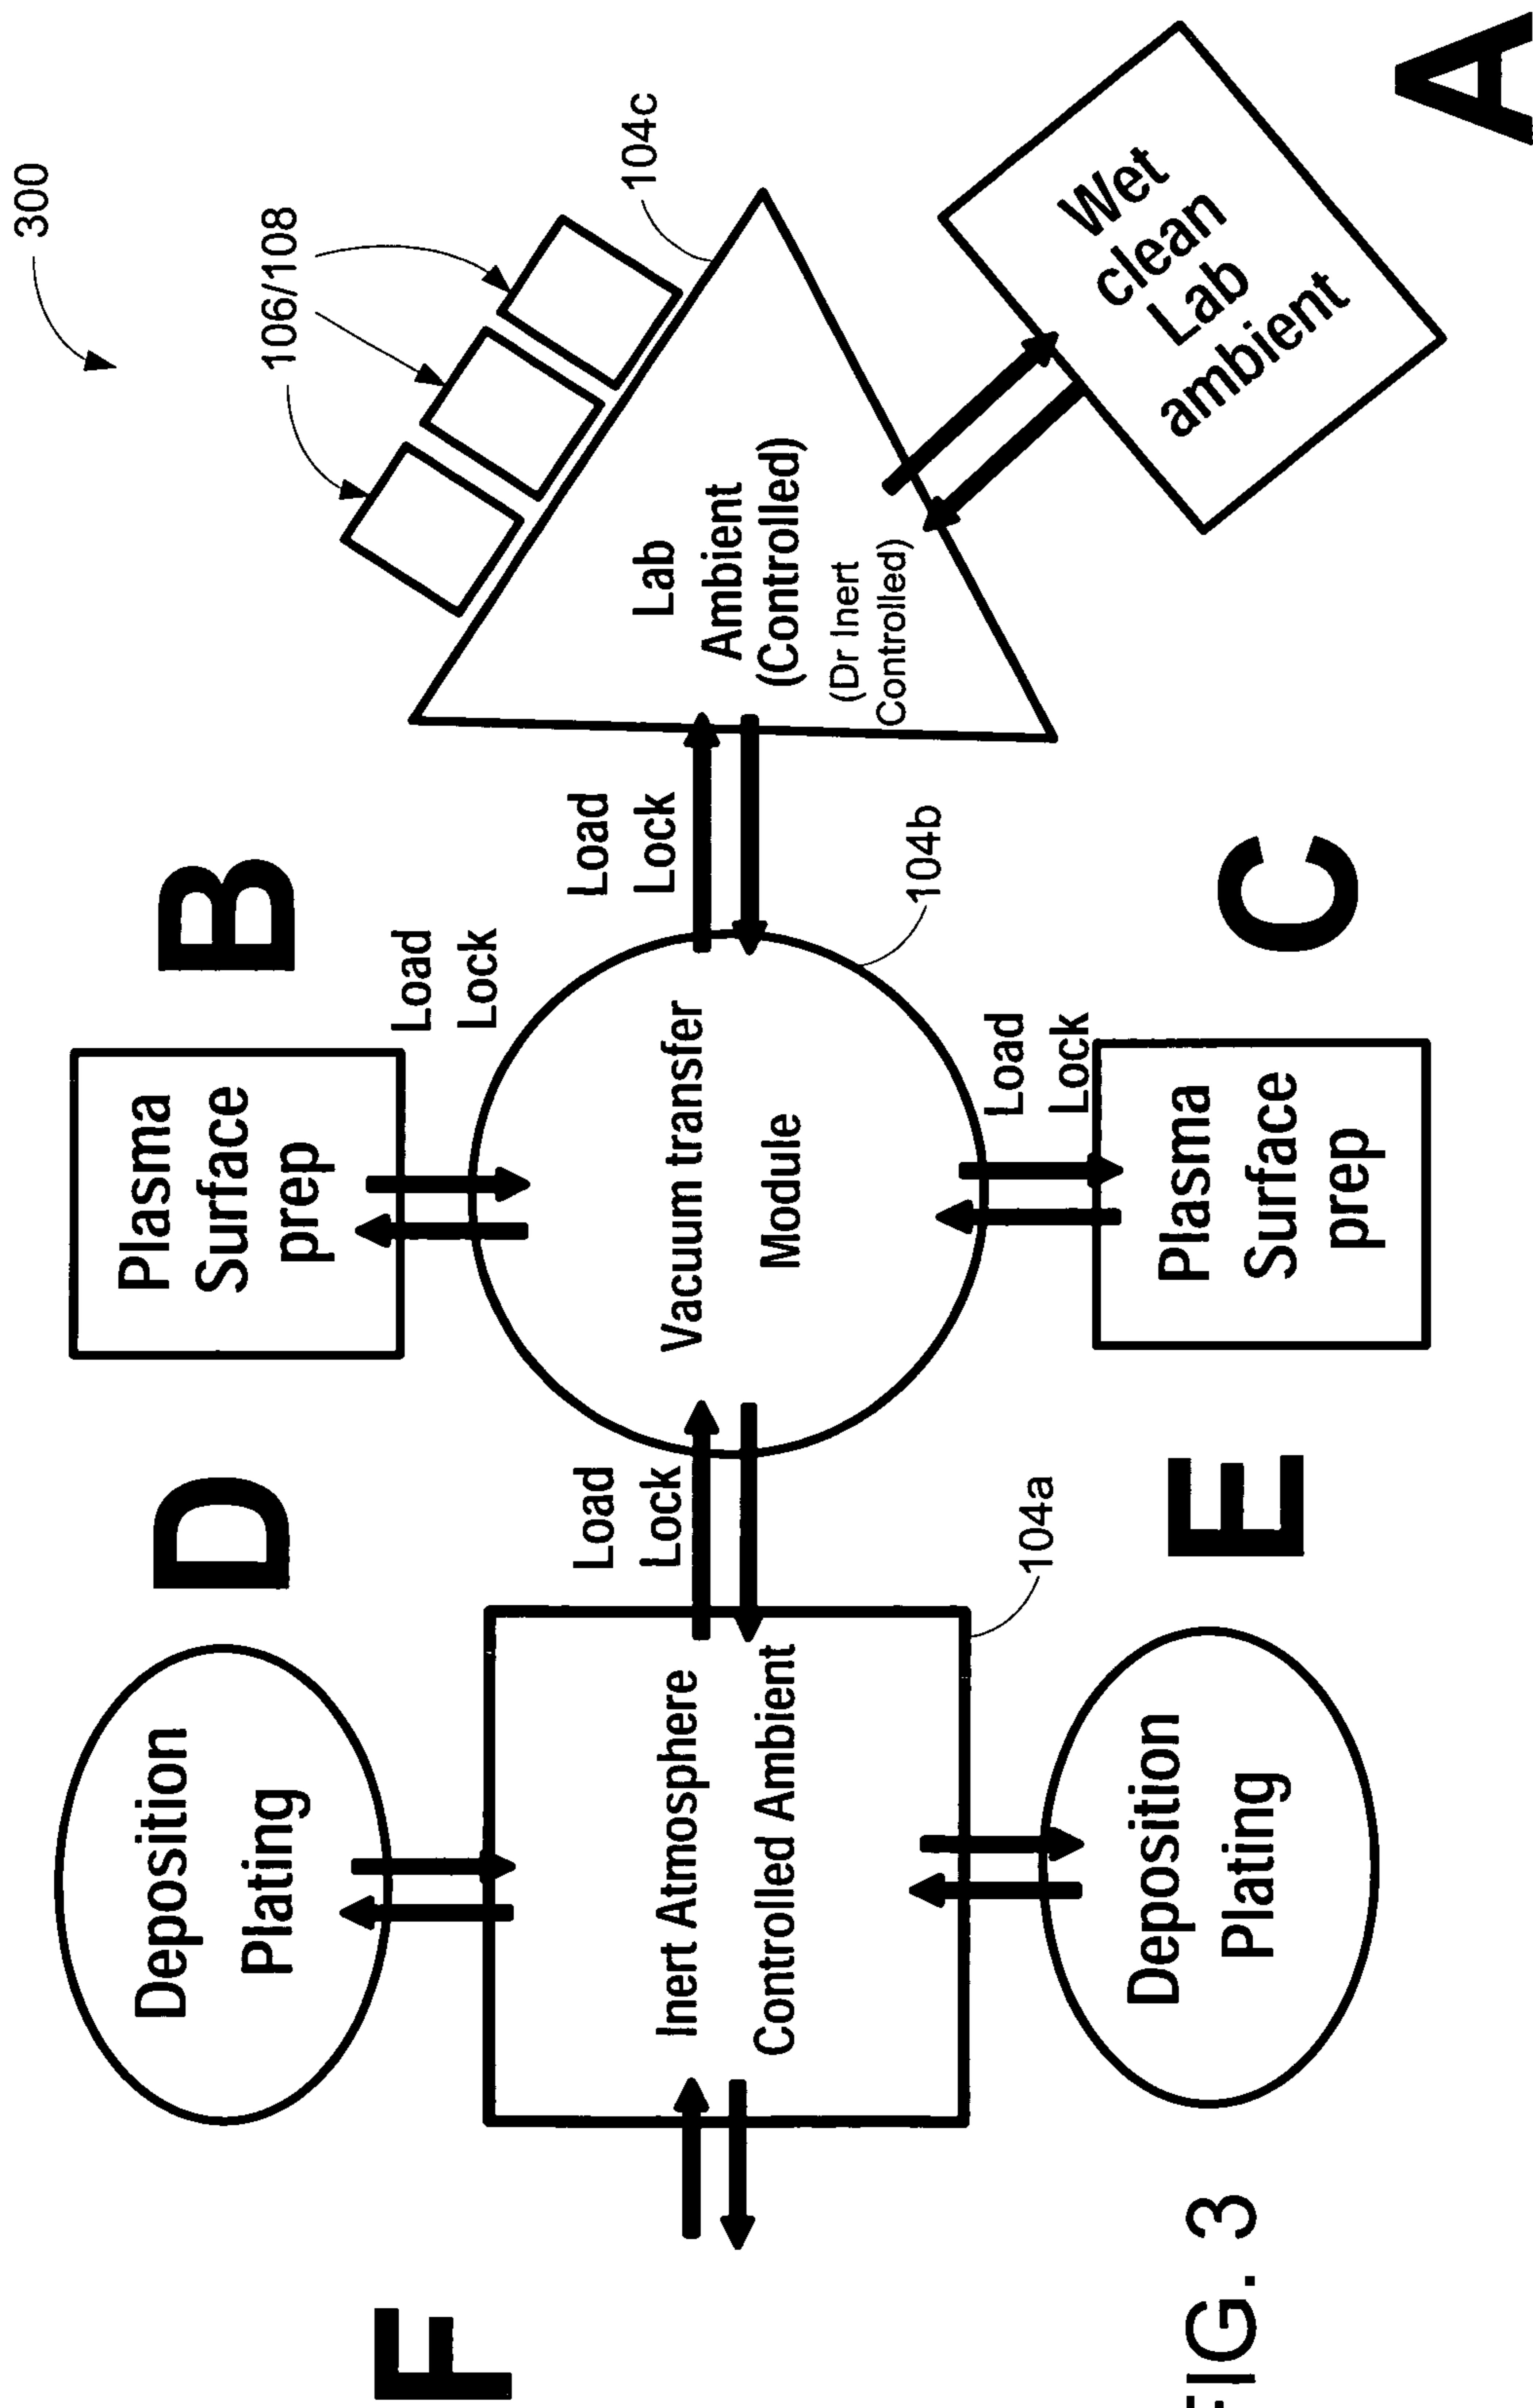 300
Deposition
Plating
D
Plasma
Surface
prep
B
106/108
F
Load
Lock
Load
Lock
Load
Lock
104c
Inert Atmosphere
Controlled Ambient
Vacuum transfer
Module
Lab
Ambient
(Controlled)
(Dr Inert
Controlled)
104a
104b
Load
Lock
Deposition
Plating
E
Plasma
Surface
prep
C
Wet
clean
Lab
ambient
A
FIG. 3